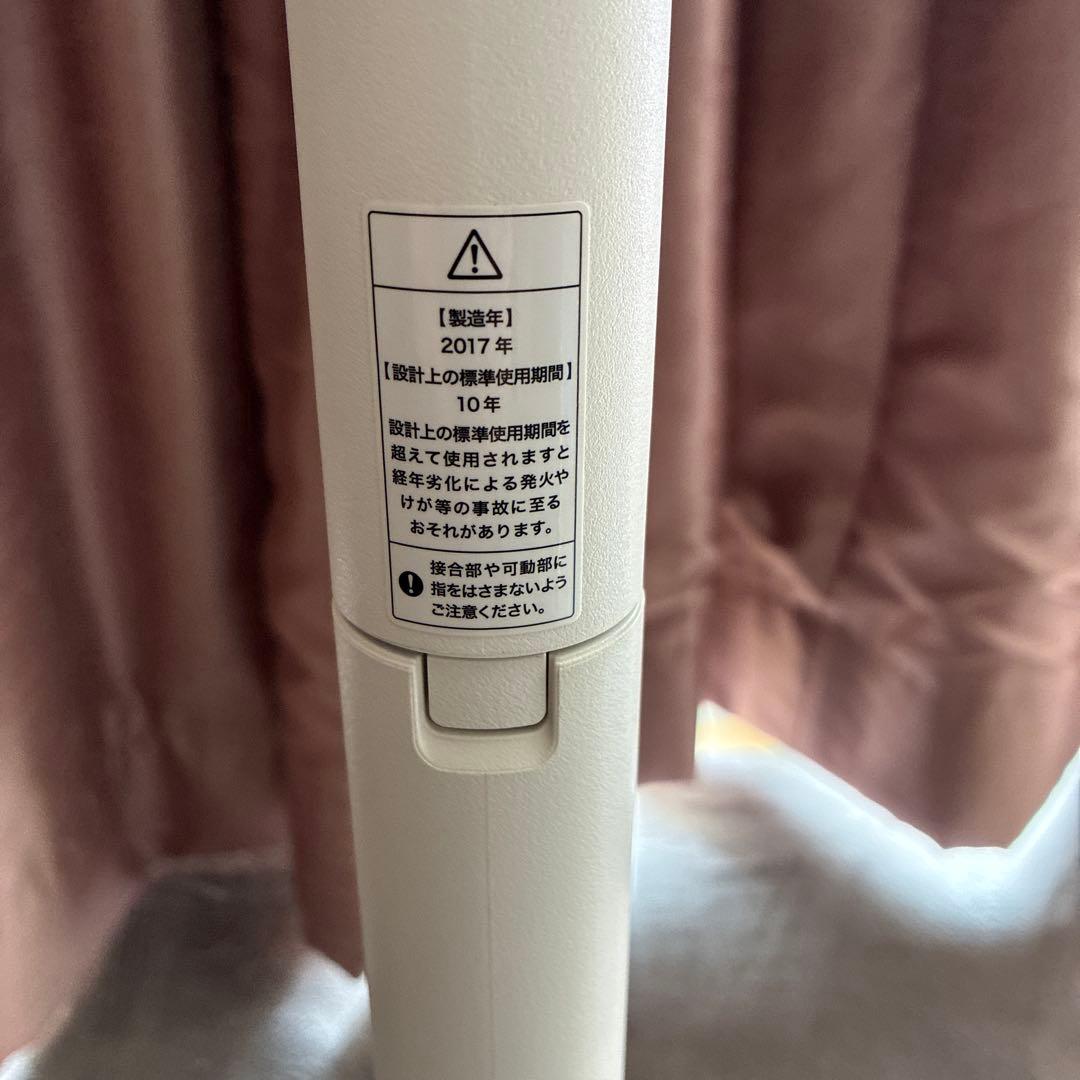 【製造年】
2017年
【設計上の標準使用期間】
10年
設計上の標準使用期間を
超えて使用されますと
経年劣化による発火や
けが等の事故に至る
おそれがあります。
接合部や可動部に
指をはさまないよう
ご注意ください。